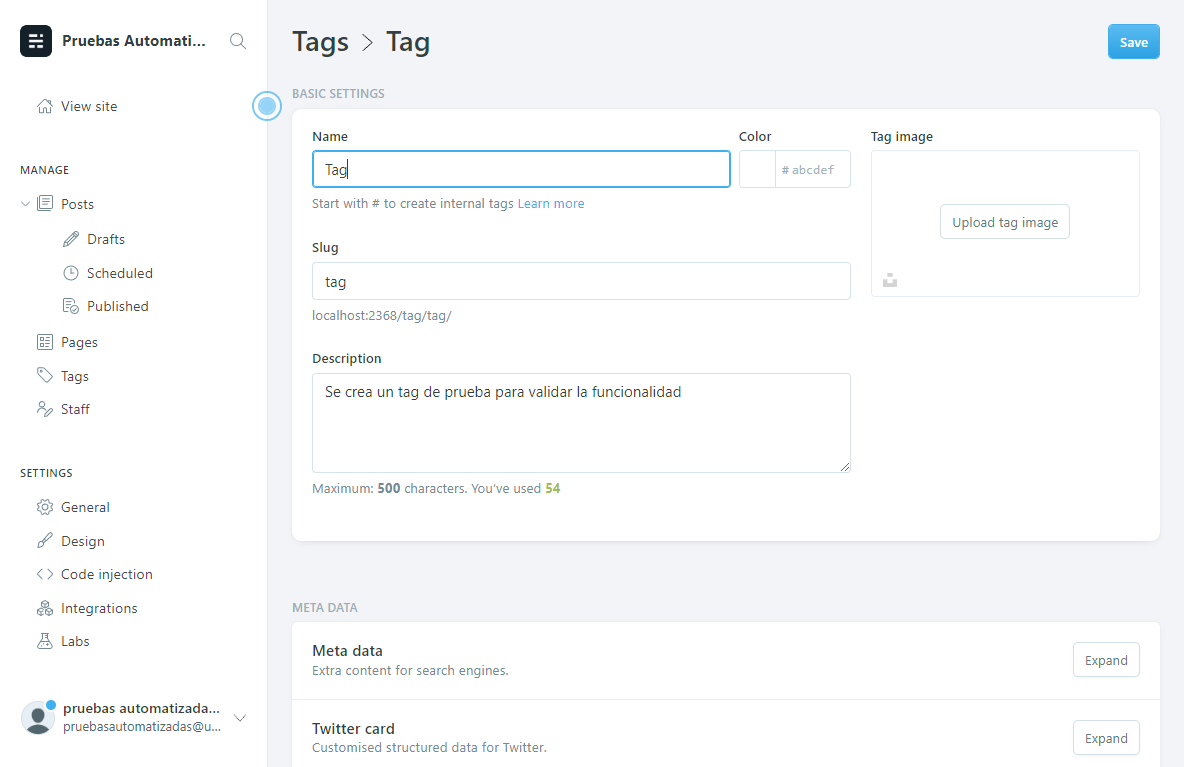 Pruebas Automati...
View site
MANAGE
Posts
Drafts
Scheduled
Published
Pages
Tags
Staff
SETTINGS
General
Design
Code injection
Integrations
Labs
pruebas automatizada...
pruebasautomatizadas@u...
Tags > Tag
Save
BASIC SETTINGS
Name
Tag
Start with # to create internal tags Learn more
Color
# abcdef
Tag image
Upload tag image
Slug
tag
localhost:2368/tag/tag/
Description
Se crea un tag de prueba para validar la funcionalidad
Maximum: 500 characters. You've used 54
META DATA
Meta data
Extra content for search engines.
Expand
Twitter card
Customised structured data for Twitter.
Expand